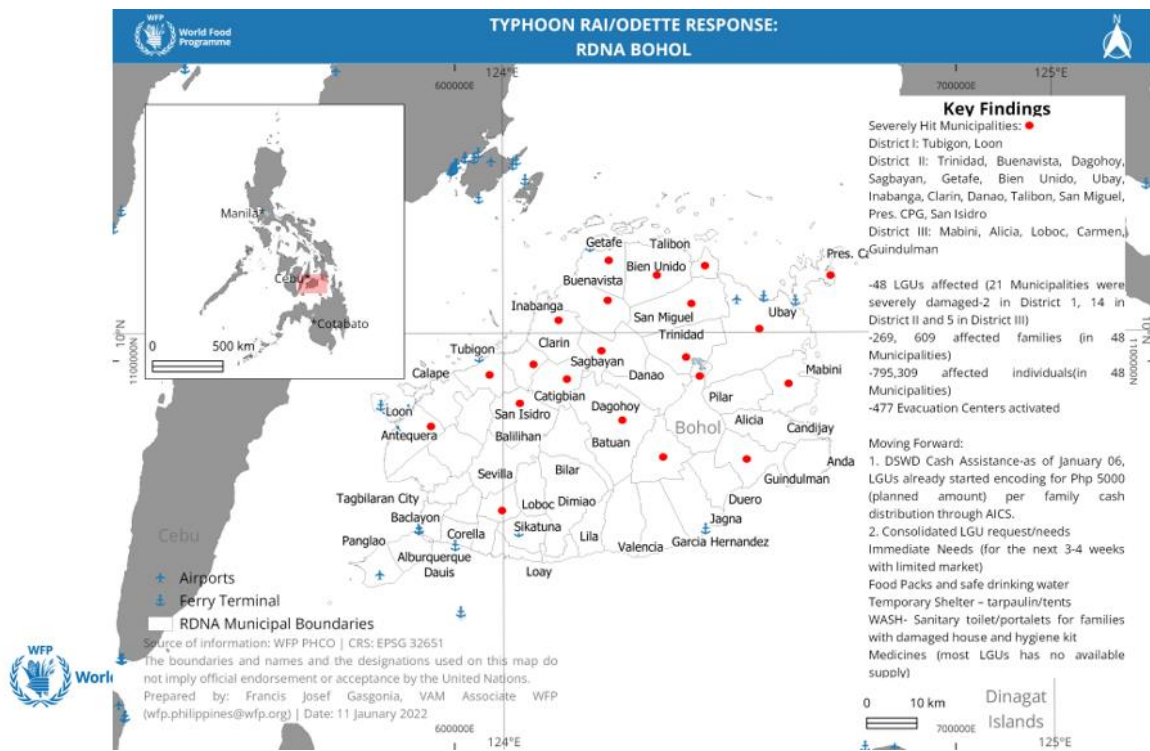 WFP
World Food
Programme
TYPHOON RAI/ODETTE RESPONSE:
RDNA BOHOL
N
600000E
124°E
700000E
125°E
Manila*
Cebu*
*Cotabato
0
500 km
10°N
1100000N
10°N
1100000N
Getafe
Talibon
Pres. C
Bien Unido
Buenavista
Inabanga
San Miguel
Ubay
Clarin
Trinidad
Tubigon
Sagbayan
Calape
Danao
Mabini
Catigbian
Pilar
Loon
San Isidro
Dagohoy
Alicia
Antequera
Balilihan
Batuan
Bohol
Candijay
Anda
Sevilla
Bilar
Guindulman
Tagbilaran City
Loboc
Dimiao
Duero
Baclayon
Jagna
Panglao
Corella
Sikatuna
Lila
Garcia Hernandez
Valencia
Alburquerque
Dauis
Loay
Cebu
Airports
Ferry Terminal
RDNA Municipal Boundaries
Source of information: WFP PHCO | CRS: EPSG 32651
The boundaries and names and the designations used on this map do
not imply official endorsement or acceptance by the United Nations.
Prepared by: Francis Josef Gasgonia, VAM Associate WFP
(wfp.philippines@wfp.org) | Date: 11 Jaunary 2022
WFP
Worl
600000E
124°E
Key Findings
Severely Hit Municipalities:
District I: Tubigon, Loon
District II: Trinidad, Buenavista, Dagohoy,
Sagbayan, Getafe, Bien Unido, Ubay,
Inabanga, Clarin, Danao, Talibon, San Miguel,
Pres. CPG, San Isidro
District III: Mabini, Alicia, Loboc, Carmen,
Guindulman
-48 LGUs affected (21 Municipalities were
severely damaged-2 in District 1, 14 in
District II and 5 in District III)
-269, 609 affected families (in 48
Municipalities)
-795,309 affected individuals(in 48
Municipalities)
-477 Evacuation Centers activated
Moving Forward:
1. DSWD Cash Assistance-as of January 06,
LGUs already started encoding for Php 5000
(planned amount) per family cash
distribution through AICS.
2. Consolidated LGU request/needs
Immediate Needs (for the next 3-4 weeks
with limited market)
Food Packs and safe drinking water
Temporary Shelter – tarpaulin/tents
WASH- Sanitary toilet/portalets for families
with damaged house and hygiene kit
Medicines (most LGUs has no available
supply)
0
10 km
Dinagat
Islands
700000E
125°E